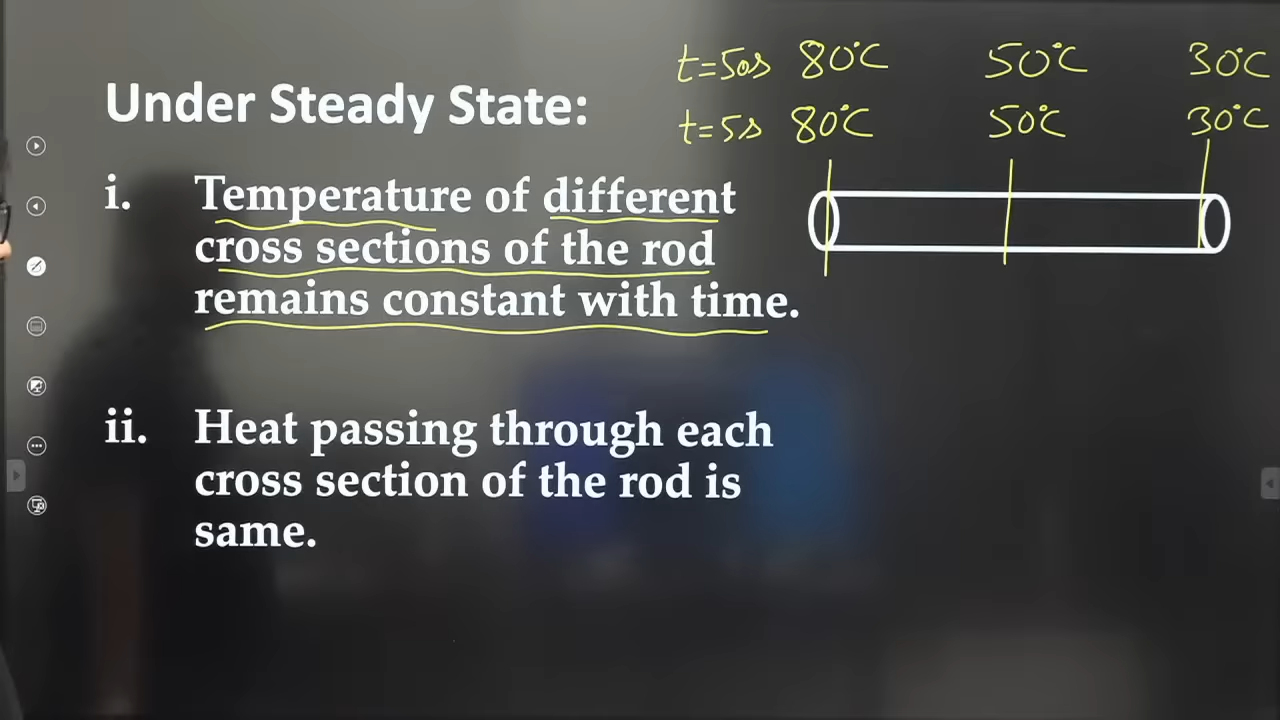 Under Steady State:
t=50s 80°C 50°C 30°C
t=5s 80°C 50°C 30°C
i. Temperature of different
cross sections of the rod
remains constant with time.
ii. Heat passing through each
cross section of the rod is
same.